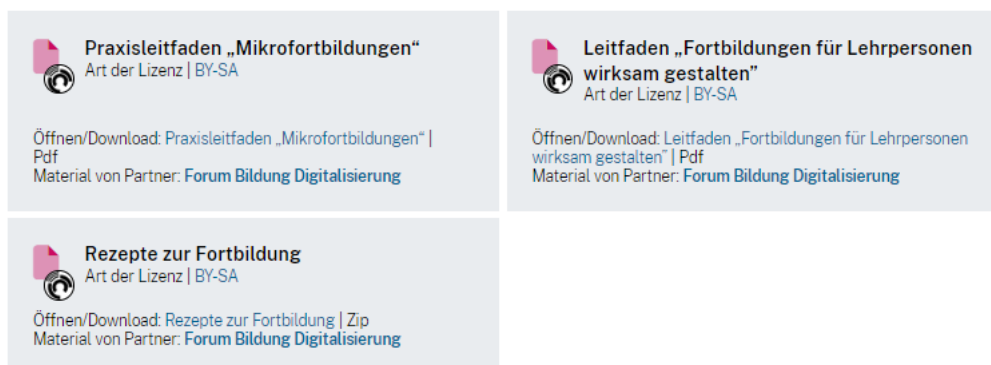 Praxisleitfaden „Mikrofortbildungen“
Art der Lizenz | BY-SA
Öffnen/Download: Praxisleitfaden „Mikrofortbildungen“ |
Pdf
Material von Partner: Forum Bildung Digitalisierung
Leitfaden „Fortbildungen für Lehrpersonen
wirksam gestalten”
Art der Lizenz | BY-SA
Öffnen/Download: Leitfaden „Fortbildungen für Lehrpersonen
wirksam gestalten” | Pdf
Material von Partner: Forum Bildung Digitalisierung
Rezepte zur Fortbildung
Art der Lizenz | BY-SA
Öffnen/Download: Rezepte zur Fortbildung | Zip
Material von Partner: Forum Bildung Digitalisierung